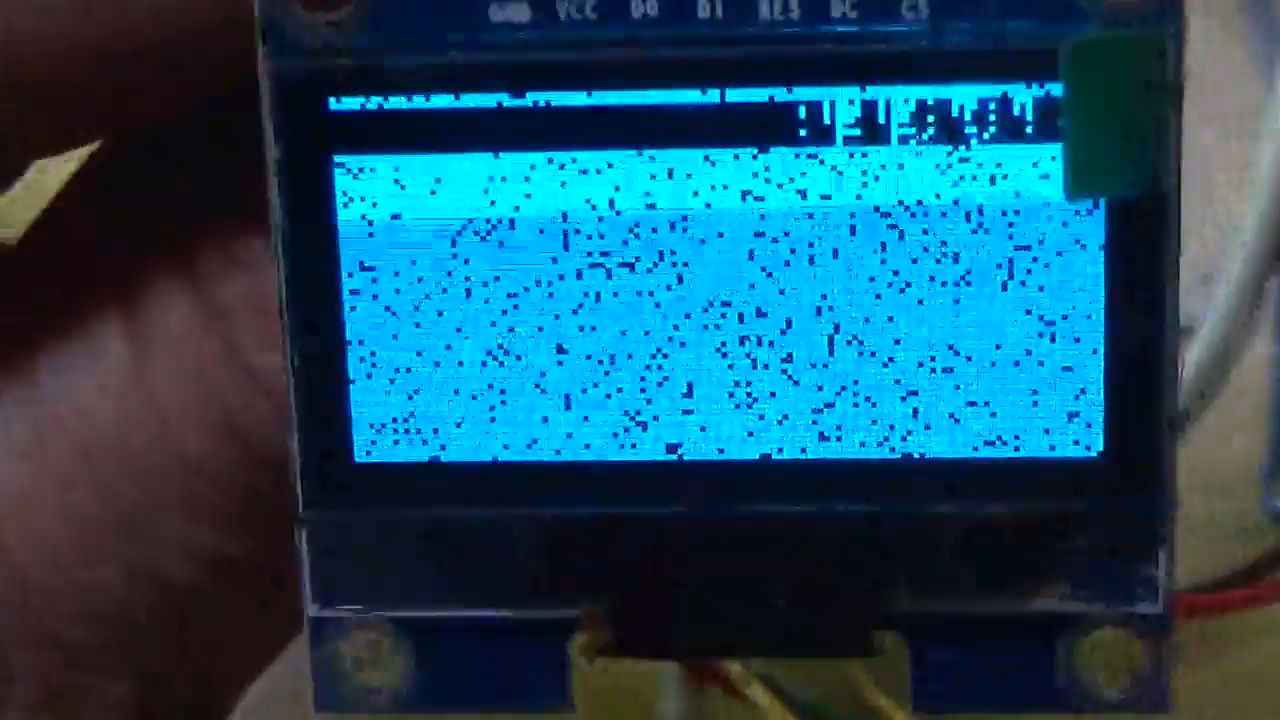 GND VCC D0 D1 RES DC CS